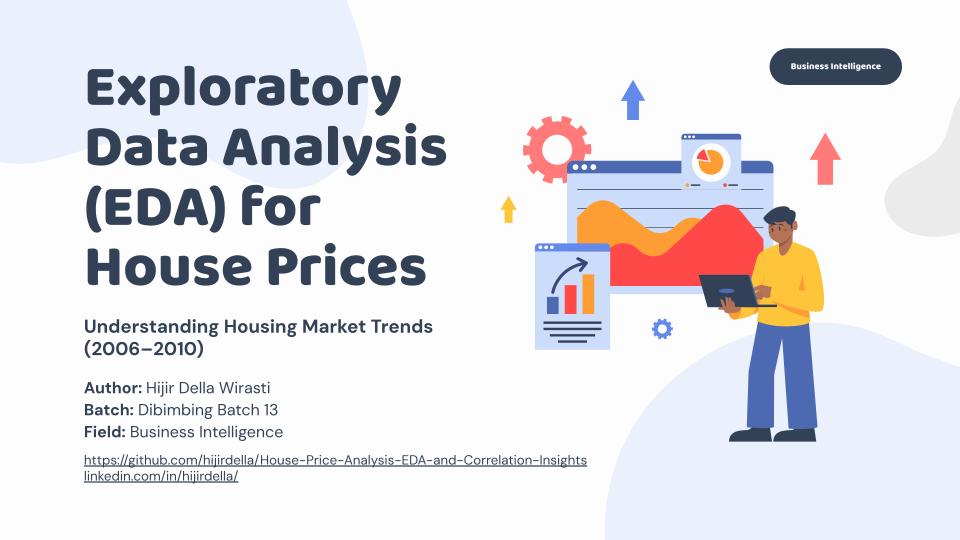 Business Intelligence
Exploratory
Data Analysis
(EDA) for
House Prices
Understanding Housing Market Trends
(2006–2010)
Author: Hijir Della Wirasti
Batch: Dibimbing Batch 13
Field: Business Intelligence
https://github.com/hijirdella/House-Price-Analysis-EDA-and-Correlation-Insights
linkedin.com/in/hijirdella/